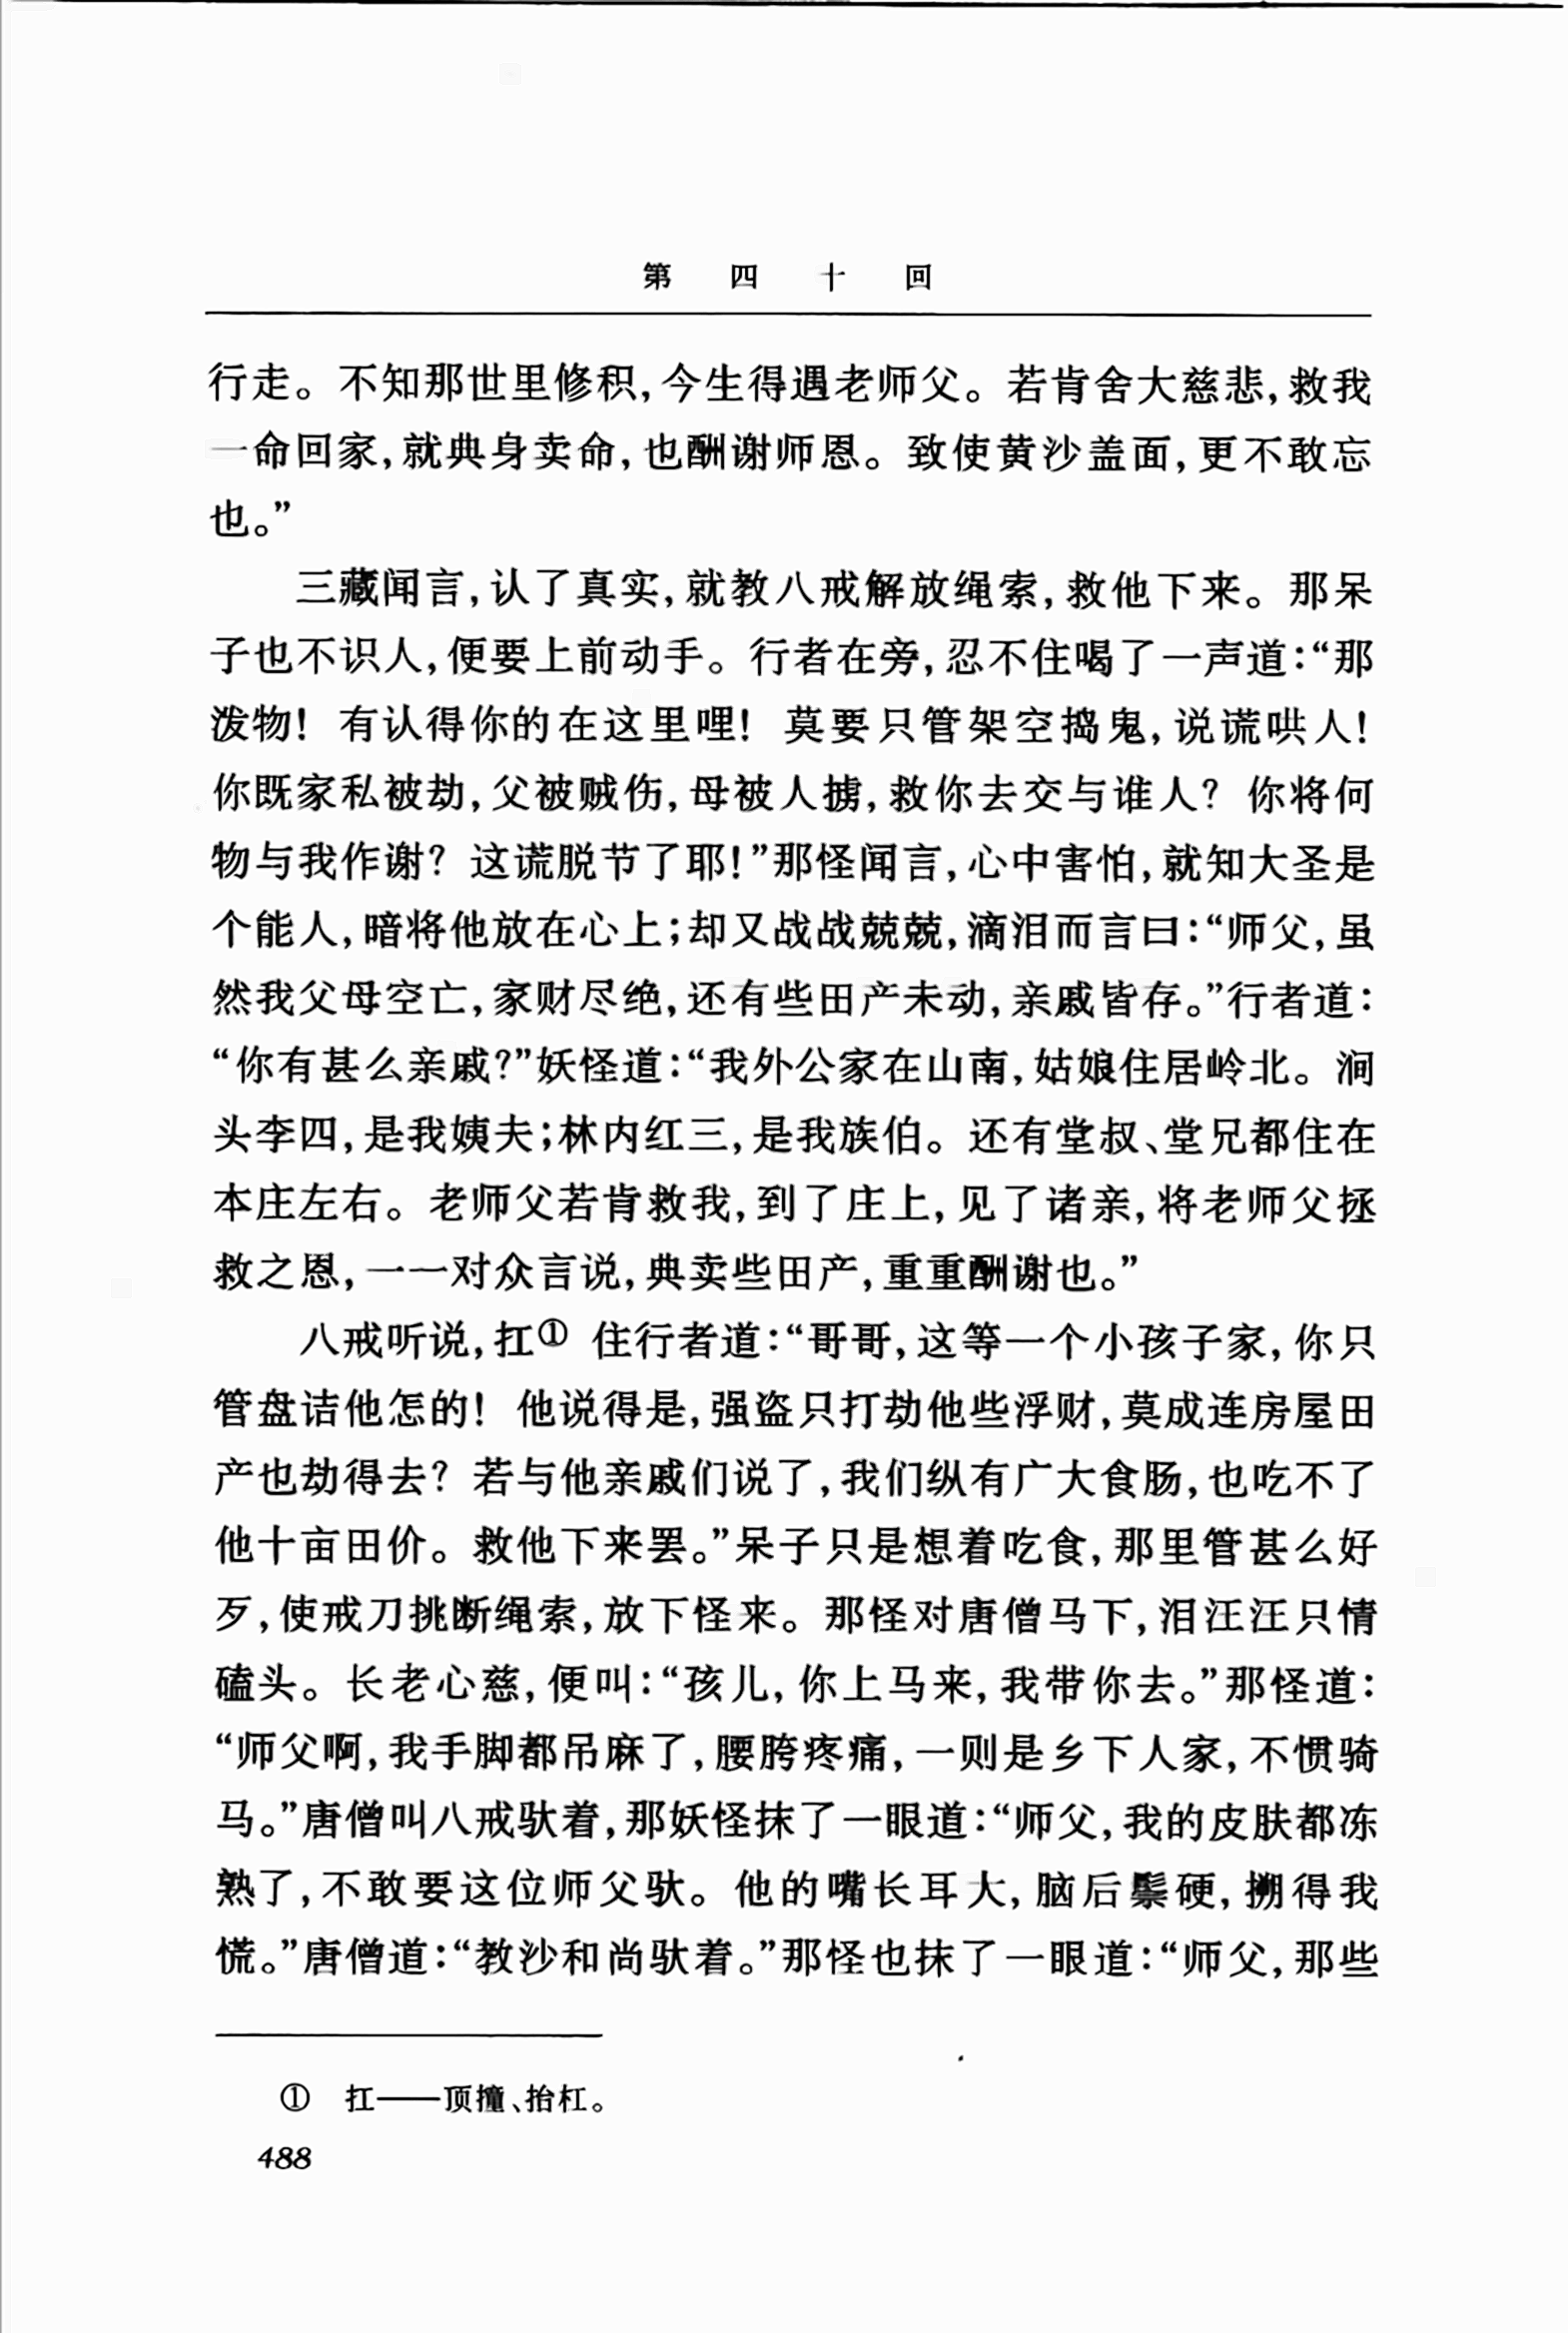 第四十回
行走。不知那世里修积,今生得遇老师父。若肯舍大慈悲,救我
一命回家,就典身卖命,也酬谢师恩。致使黄沙盖面,更不敢忘
也。”
三藏闻言,认了真实,就教八戒解放绳索,救他下来。那呆
子也不识人,便要上前动手。行者在旁,忍不住喝了一声道:“那
泼物! 有认得你的在这里哩! 莫要只管架空捣鬼,说谎哄人!
你既家私被劫,父被贼伤,母被人掳,救你去交与谁人? 你将何
物与我作谢? 这谎脱节了耶!”那怪闻言,心中害怕,就知大圣是
个能人,暗将他放在心上;却又战战兢兢,滴泪而言曰:“师父,虽
然我父母空亡,家财尽绝,还有些田产未动,亲戚皆存。”行者道:
“你有甚么亲戚?”妖怪道:“我外公家在山南,姑娘住居岭北。涧
头李四,是我姨夫;林内红三,是我族伯。还有堂叔、堂兄都住在
本庄左右。老师父若肯救我,到了庄上,见了诸亲,将老师父拯
救之恩,一一对众言说,典卖些田产,重重酬谢也。”
八戒听说,扛① 住行者道:“哥哥,这等一个小孩子家,你只
管盘诘他怎的! 他说得是,强盗只打劫他些浮财,莫成连房屋田
产也劫得去? 若与他亲戚们说了,我们纵有广大食肠,也吃不了
他十亩田价。救他下来罢。”呆子只是想着吃食,那里管甚么好
歹,使戒刀挑断绳索,放下怪来。那怪对唐僧马下,泪汪汪只情
磕头。长老心慈,便叫:“孩儿,你上马来,我带你去。”那怪道:
“师父啊,我手脚都吊麻了,腰胯疼痛,一则是乡下人家,不惯骑
马。”唐僧叫八戒驮着,那妖怪抹了一眼道:“师父,我的皮肤都冻
熟了,不敢要这位师父驮。他的嘴长耳大,脑后鬃硬,搠得我
慌。”唐僧道:“教沙和尚驮着。”那怪也抹了一眼道:“师父,那些
① 扛——顶撞、抬杠。
488